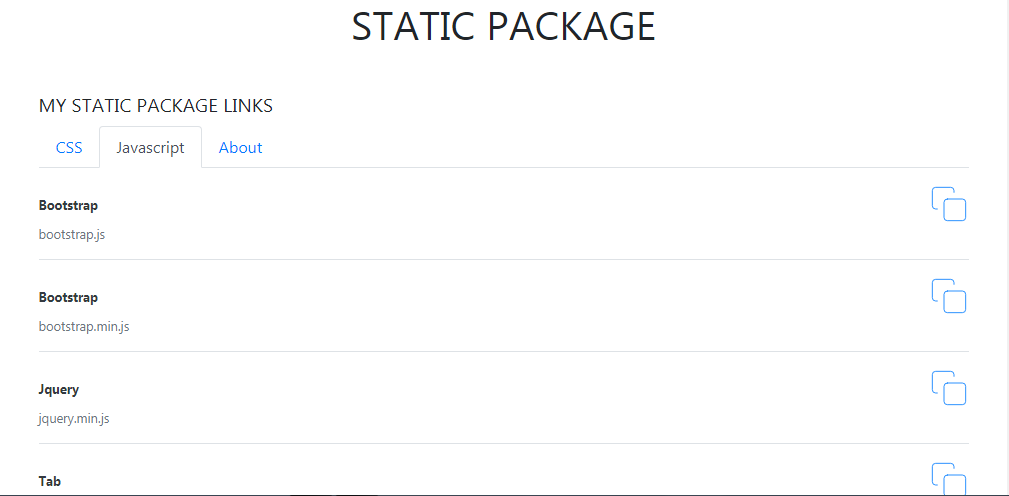 STATIC PACKAGE
MY STATIC PACKAGE LINKS
CSS Javascript About
Bootstrap
bootstrap.js
Bootstrap
bootstrap.min.js
Jquery
jquery.min.js
Tab